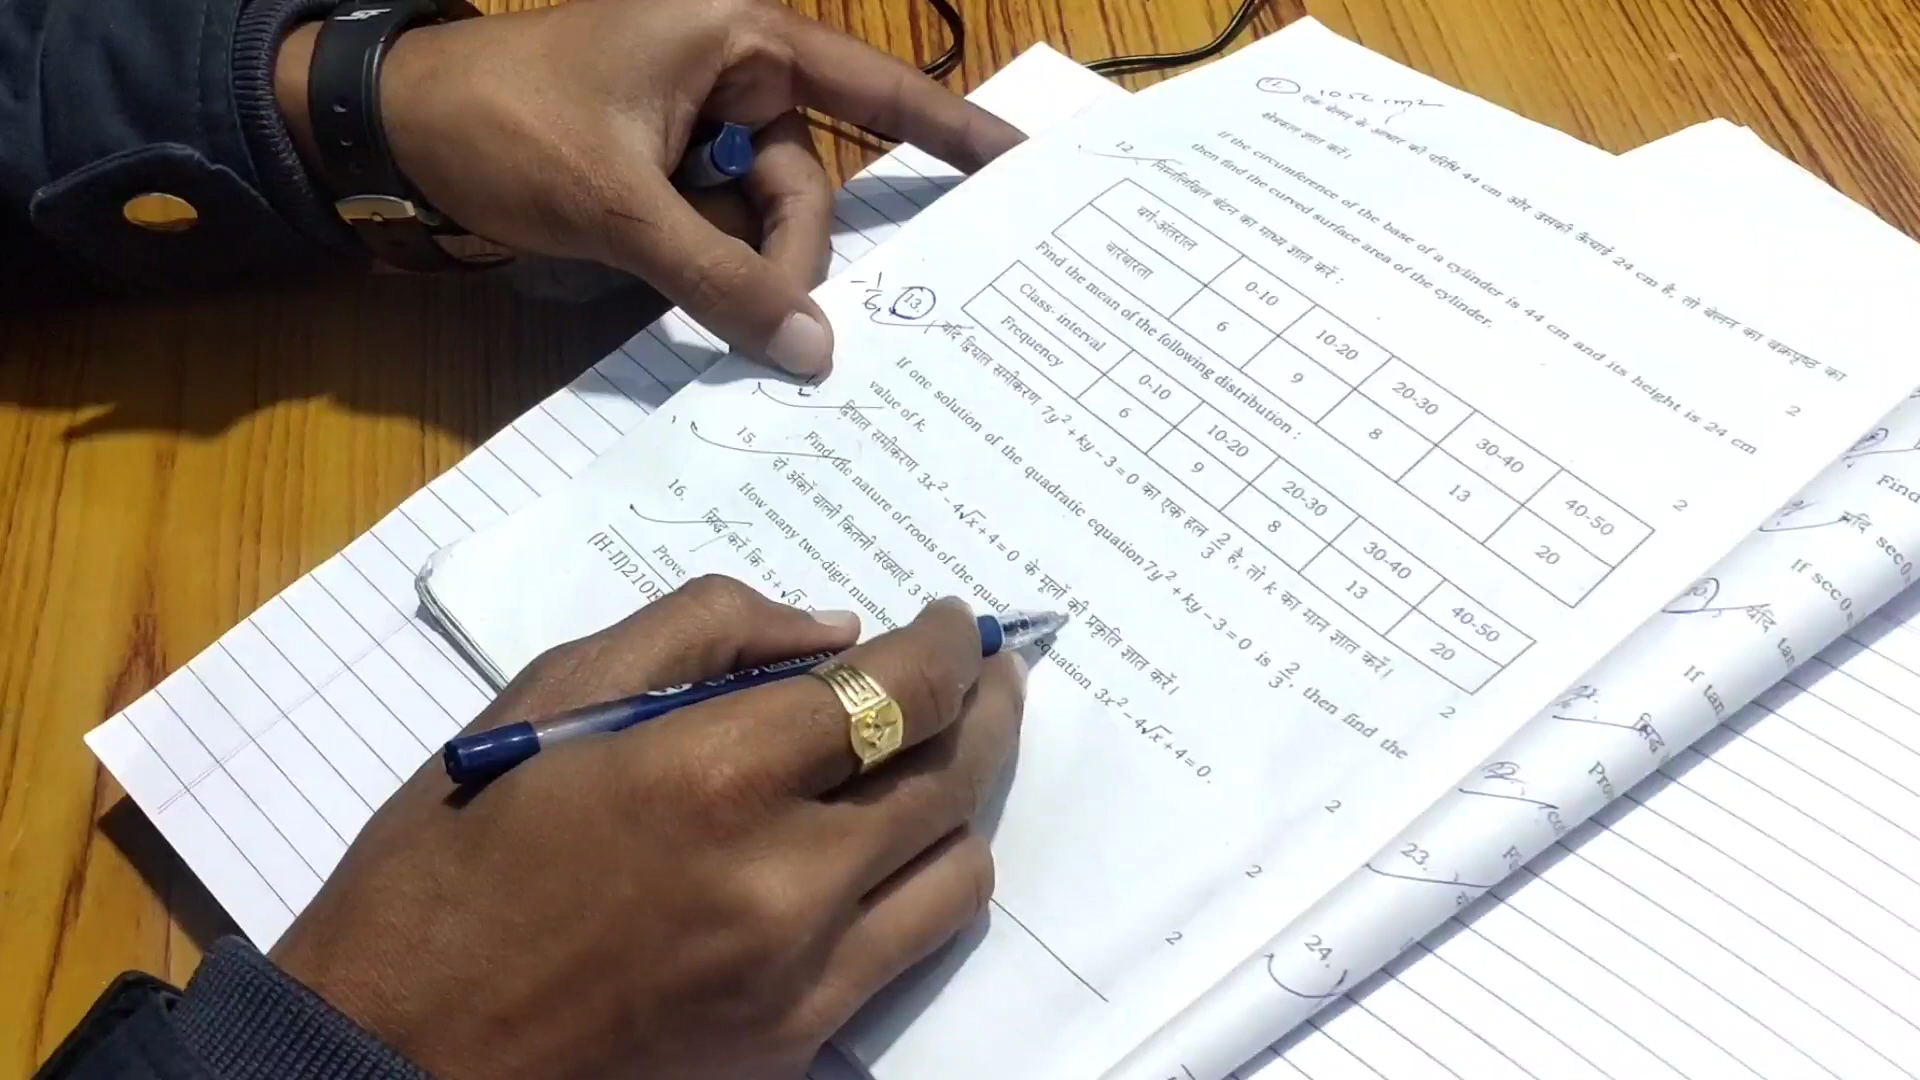 1056 cm²
एक बेलन के आधार की परिधि 44 cm और उसकी ऊँचाई 24 cm है, तो बेलन का वक्रपृष्ठ का
क्षेत्रफल ज्ञात करें।
If the circumference of the base of a cylinder is 44 cm and its height is 24 cm
then find the curved surface area of the cylinder.
2
12
निम्नलिखित बंटन का माध्य ज्ञात करें :
वर्ग-अंतराल 0-10 10-20 20-30 30-40 40-50
बारंबारता 6 9 8 13 20
Find the mean of the following distribution :
2
Class- interval 0-10 10-20 20-30 30-40 40-50
Frequency 6 9 8 13 20
13. यदि द्विघात समीकरण 7y² + ky – 3 = 0 का एक हल 2/3 है, तो k का मान ज्ञात करें।
If one solution of the quadratic equation 7y² + ky – 3 = 0 is 2/3, then find the
value of k.
2
द्विघात समीकरण 3x² – 4√x + 4 = 0 के मूलों की प्रकृति ज्ञात करें।
Find the nature of roots of the quad equation 3x² – 4√x + 4 = 0.
2
15. दो अंकों वाली कितनी संख्याएँ 3 से
How many two-digit number
2
16. सिद्ध करें कि 5 + √3
Prove
2
(H-II)210
Find
यदि sec θ
If sec θ =
यदि tan
If tan
सिद्ध
Prov
23.
24.